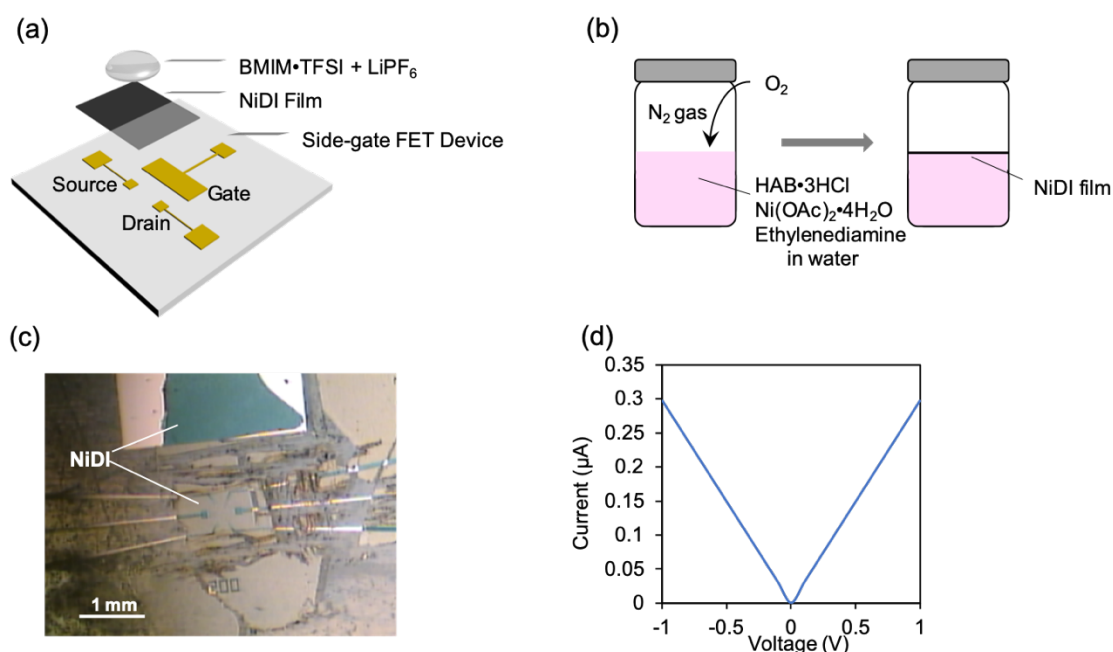 (a)
BMIM•TFSI + LiPF6
NiDI Film
Side-gate FET Device
Source
Gate
Drain
(b)
O2
N2 gas
HAB•3HCl
Ni(OAc)2•4H2O
Ethylenediamine
in water
NiDI film
(c)
NiDI
1 mm
(d)
Current (μA)
0.35
0.3
0.25
0.2
0.15
0.1
0.05
0
-1
-0.5
0
0.5
1
Voltage (V)